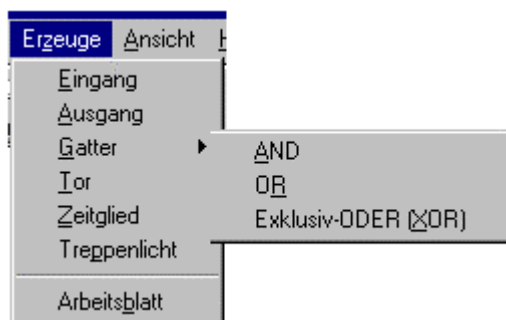 Erzeuge Ansicht
Eingang
Ausgang
Gatter
AND
Tor
OR
Zeitglied
Exklusiv-ODER (XOR)
Treppenlicht
Arbeitsblatt